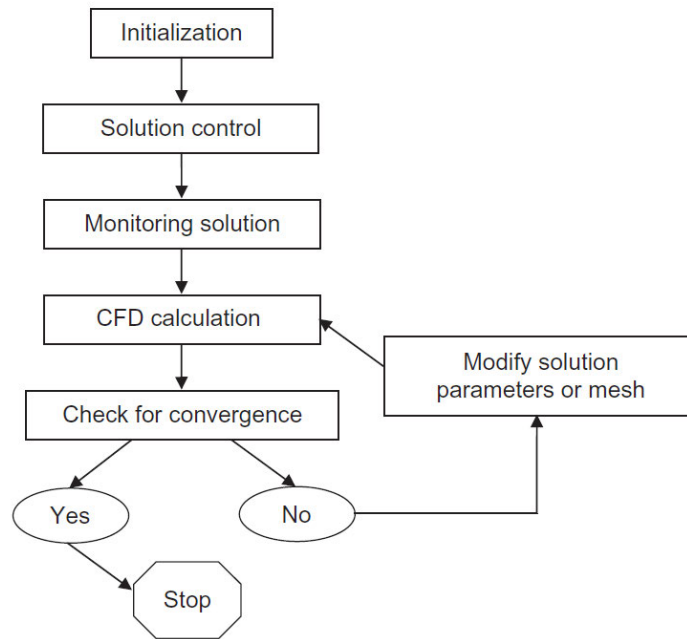 Initialization
Solution control
Monitoring solution
CFD calculation
Modify solution
parameters or mesh
Check for convergence
Yes
No
Stop